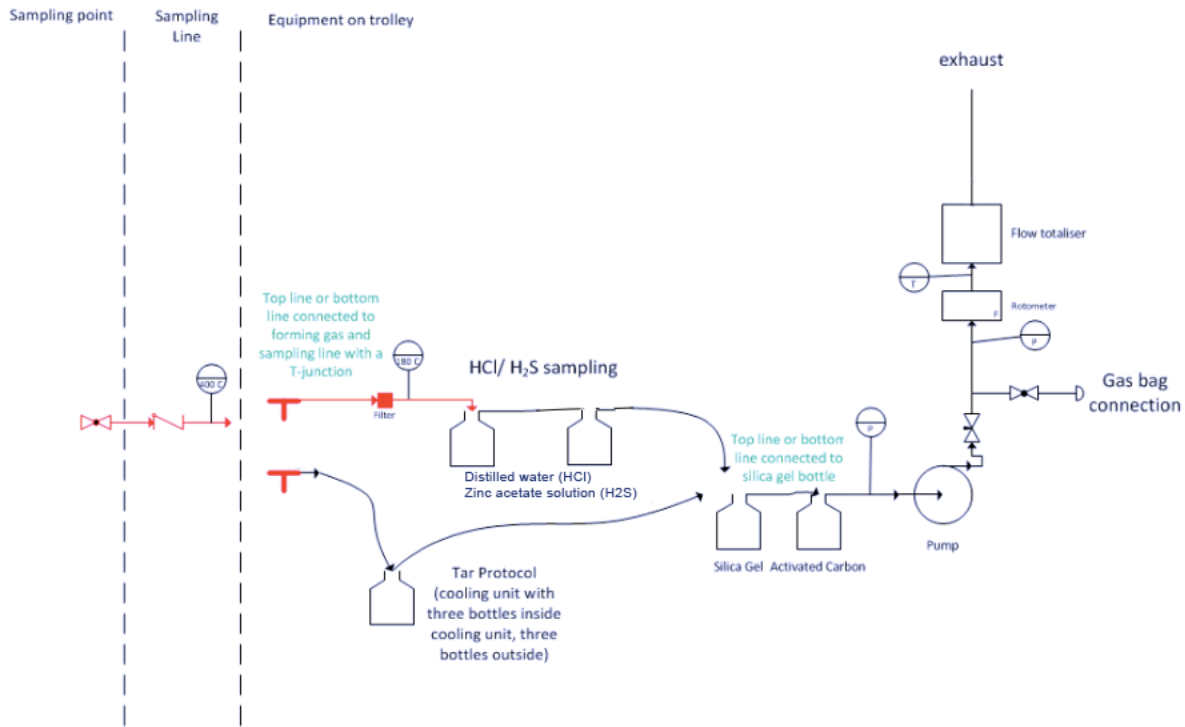 Sampling point
Sampling
Line
Equipment on trolley
exhaust
Flow totaliser
T
Rotometer
F
P
Gas bag
connection
Top line or bottom
line connected to
forming gas and
sampling line with a
T-junction
180 C
400 C
HCl/ H₂S sampling
Filter
Distilled water (HCl)
Zinc acetate solution (H2S)
Top line or bottom
line connected to
silica gel bottle
P
Silica Gel
Activated Carbon
Pump
Tar Protocol
(cooling unit with
three bottles inside
cooling unit, three
bottles outside)